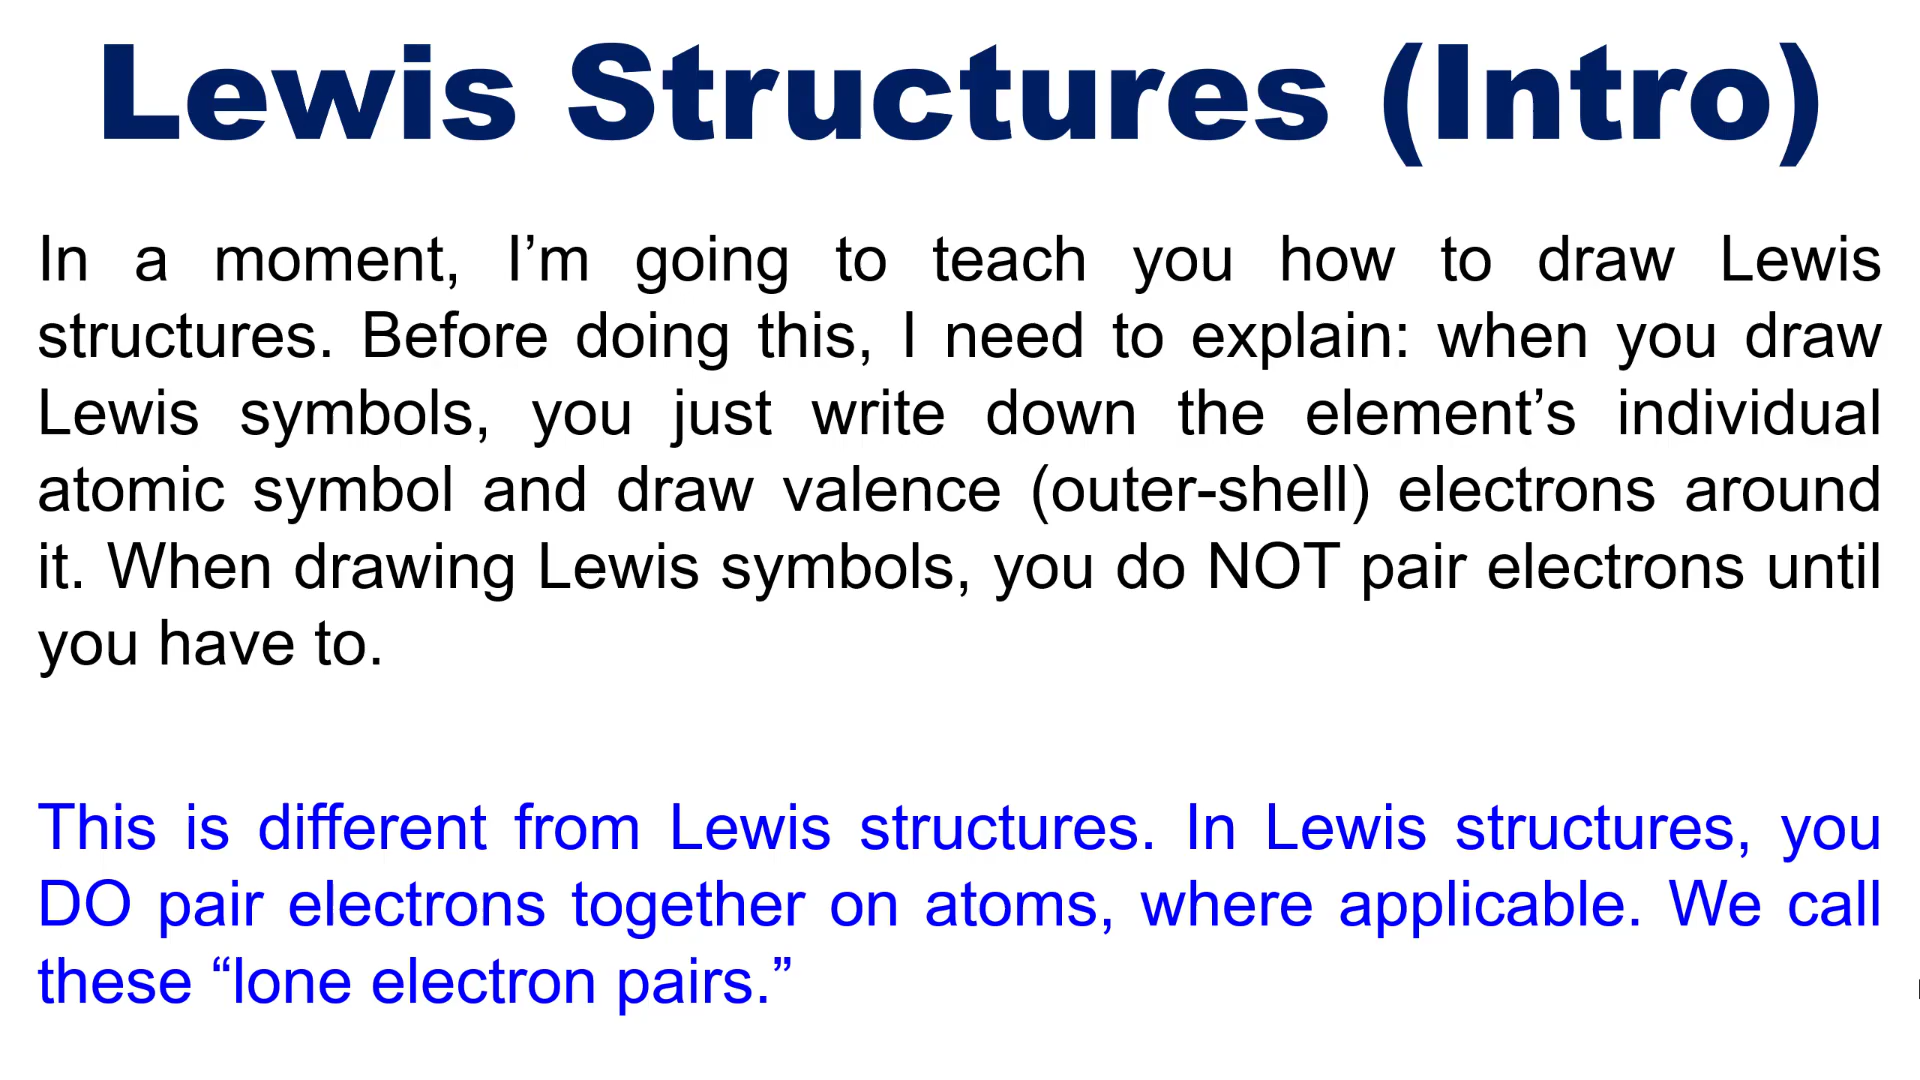 Lewis Structures (Intro)
In a moment, I’m going to teach you how to draw Lewis
structures. Before doing this, I need to explain: when you draw
Lewis symbols, you just write down the element’s individual
atomic symbol and draw valence (outer-shell) electrons around
it. When drawing Lewis symbols, you do NOT pair electrons until
you have to.
This is different from Lewis structures. In Lewis structures, you
DO pair electrons together on atoms, where applicable. We call
these “lone electron pairs.”